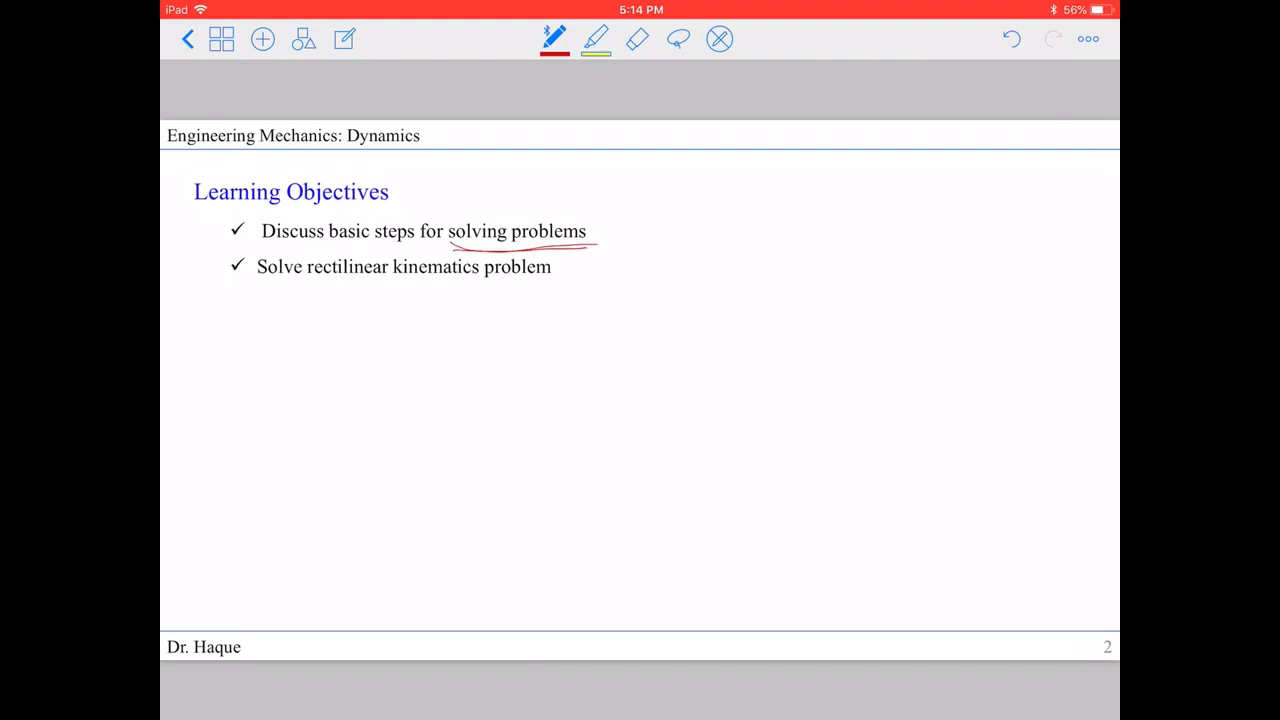 iPad 5:14 PM 56%
Engineering Mechanics: Dynamics
Learning Objectives
✓ Discuss basic steps for solving problems
✓ Solve rectilinear kinematics problem
Dr. Haque 2